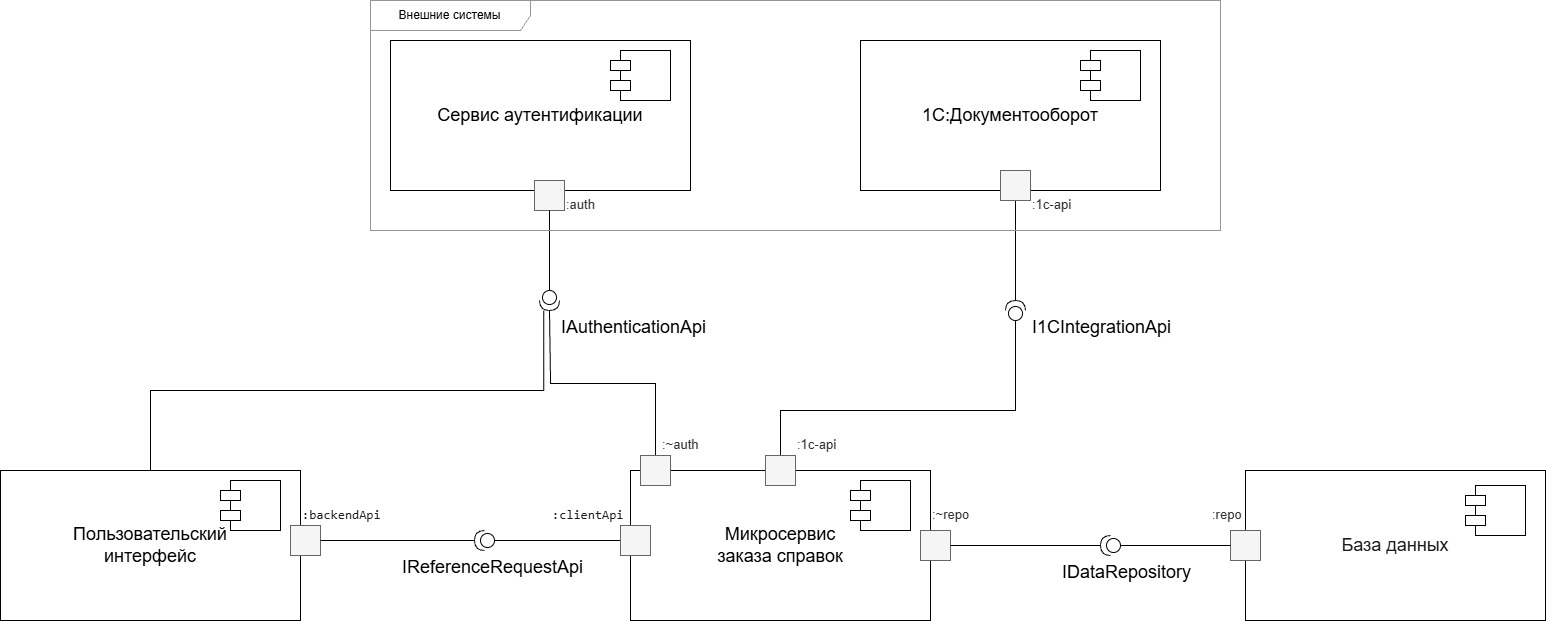 Внешние системы
Сервис аутентификации
1С:Документооборот
:auth
:1c-api
IAuthenticationApi
I1CIntegrationApi
:~auth
:1c-api
:backendApi
:clientApi
:~repo
:repo
Пользовательский
интерфейс
Микросервис
заказа справок
База данных
IReferenceRequestApi
IDataRepository